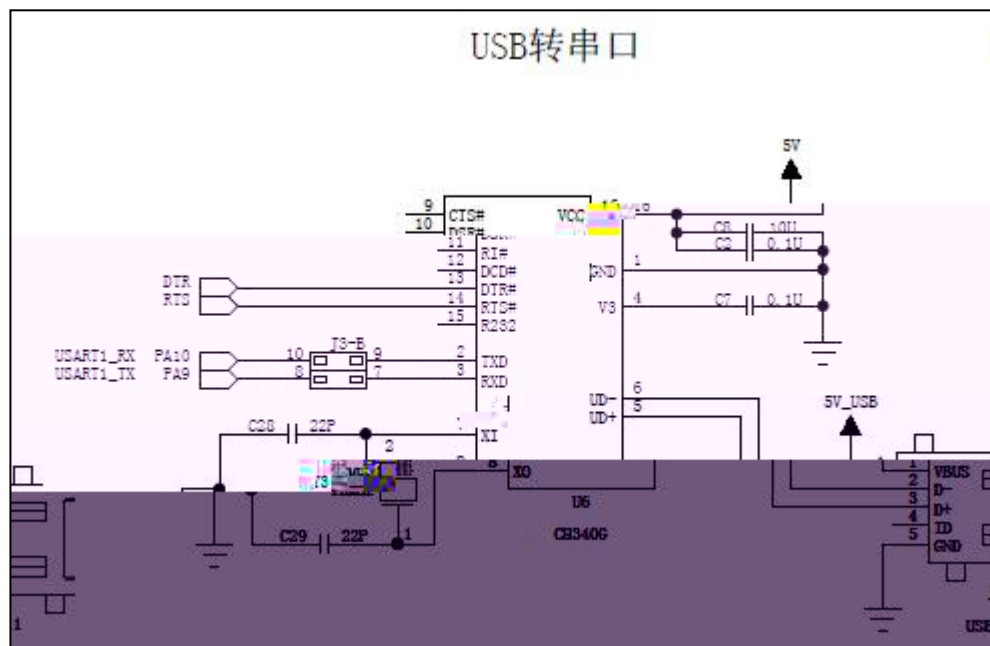 USB转串口
5V
9 CTS# VCC
10 DSR#
C8 10U
11 C2 0.1U
RI#
12 DCD# GND 1
DTR 13 DTR#
RTS 14 RTS# V3 4 C7 0.1U
15 R232
J3-B
USART1_RX PA10 10 9 2 TXD
USART1_TX PA9 8 7 3 RXD
UD- 6
UD+ 5
5V_USB
C28 22P XI
2
8 XO 1 VBUS
2 D-
U6 3 D+
4 ID
C29 22P 1 CH340G 5 GND
1